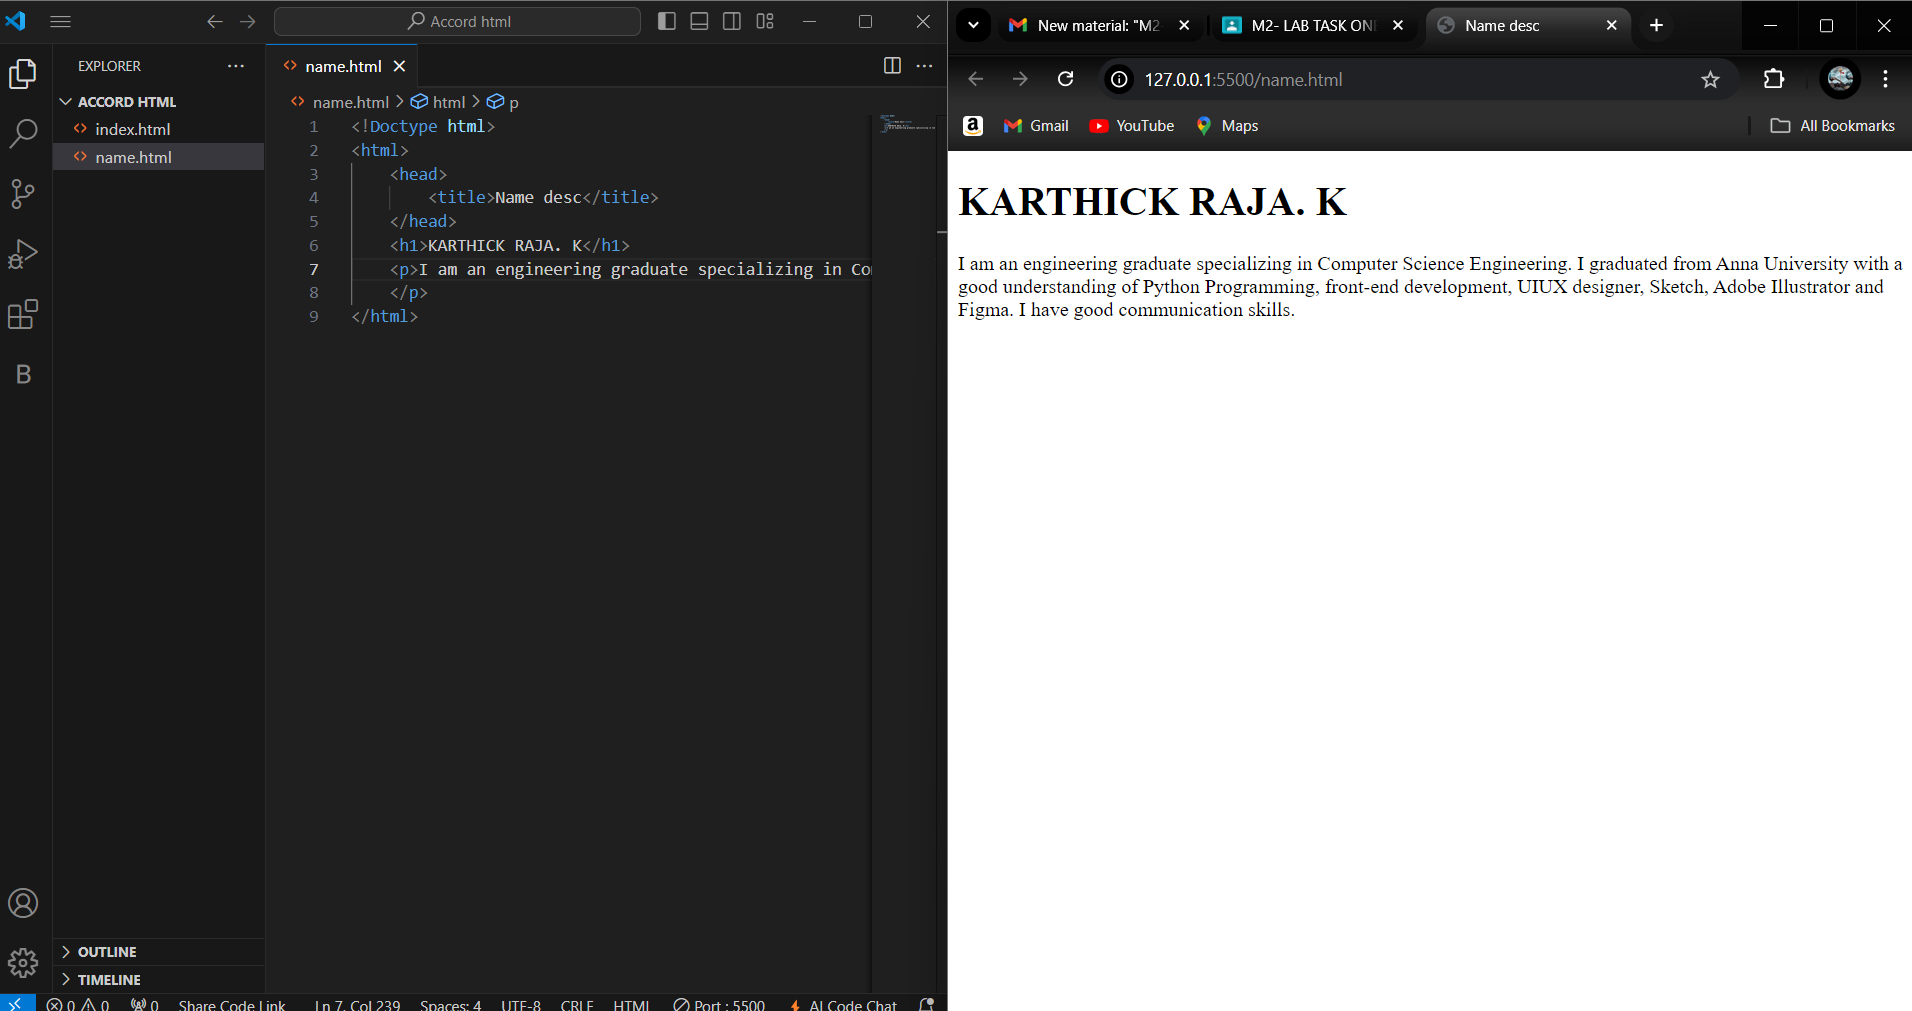 Accord html
EXPLORER
ACCORD HTML
index.html
name.html
OUTLINE
TIMELINE
name.html
name.html > html > p
1 <!Doctype html>
2 <html>
3 <head>
4 <title>Name desc</title>
5 </head>
6 <h1>KARTHICK RAJA. K</h1>
7 <p>I am an engineering graduate specializing in Co
8 </p>
9 </html>
B
0 0 0 Share Code Link Ln 7, Col 239 Spaces: 4 UTF-8 CRLF HTML Port : 5500 AI Code Chat
New material: "M2- M2- LAB TASK ONE Name desc
127.0.0.1:5500/name.html
a Gmail YouTube Maps All Bookmarks
KARTHICK RAJA. K
I am an engineering graduate specializing in Computer Science Engineering. I graduated from Anna University with a
good understanding of Python Programming, front-end development, UIUX designer, Sketch, Adobe Illustrator and
Figma. I have good communication skills.